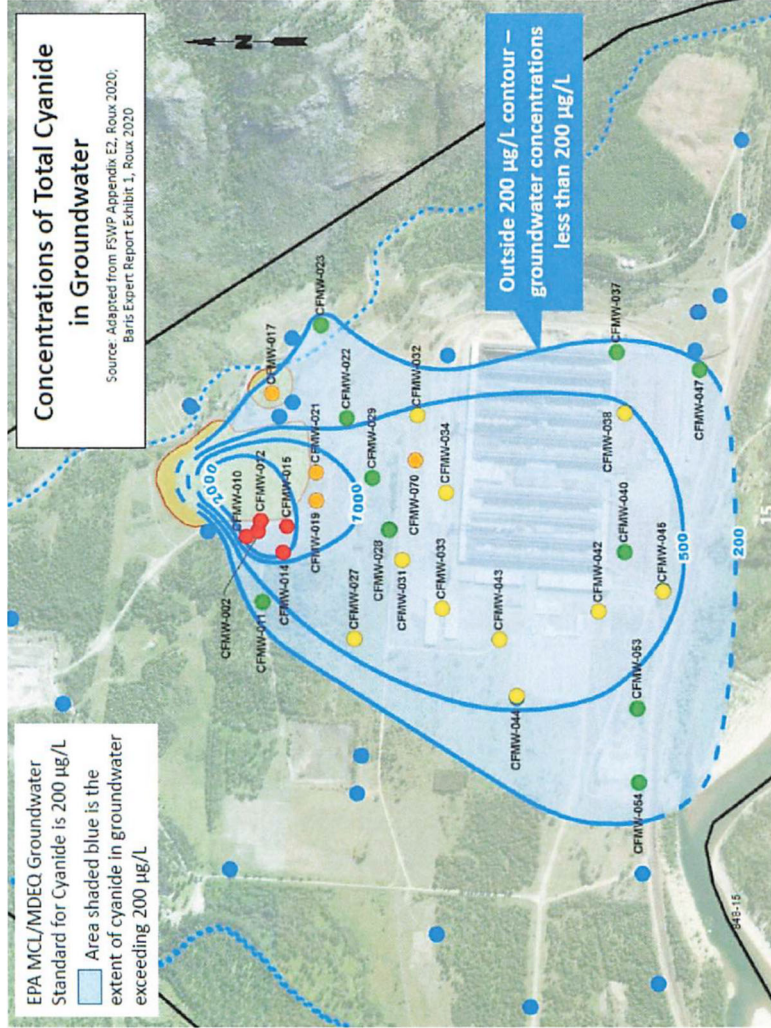 Concentrations of Total Cyanide
in Groundwater
Source: Adapted from FSWP Appendix E2, Roux 2020;
Baris Expert Report Exhibit 1, Roux 2020
N
EPA MCL/MDEQ Groundwater
Standard for Cyanide is 200 µg/L
Area shaded blue is the
extent of cyanide in groundwater
exceeding 200 µg/L
Outside 200 µg/L contour –
groundwater concentrations
less than 200 µg/L
CFMW-017
CFMW-023
CFMW-010
CFMW-072
CFMW-015
CFMW-021
CFMW-022
CFMW-002
CFMW-011
CFMW-014
CFMW-019
CFMW-029
CFMW-032
CFMW-027
CFMW-028
CFMW-070
CFMW-034
CFMW-031
CFMW-033
CFMW-043
CFMW-044
CFMW-037
CFMW-038
CFMW-040
CFMW-042
CFMW-045
CFMW-047
CFMW-053
CFMW-054
2000
7000
500
200
15